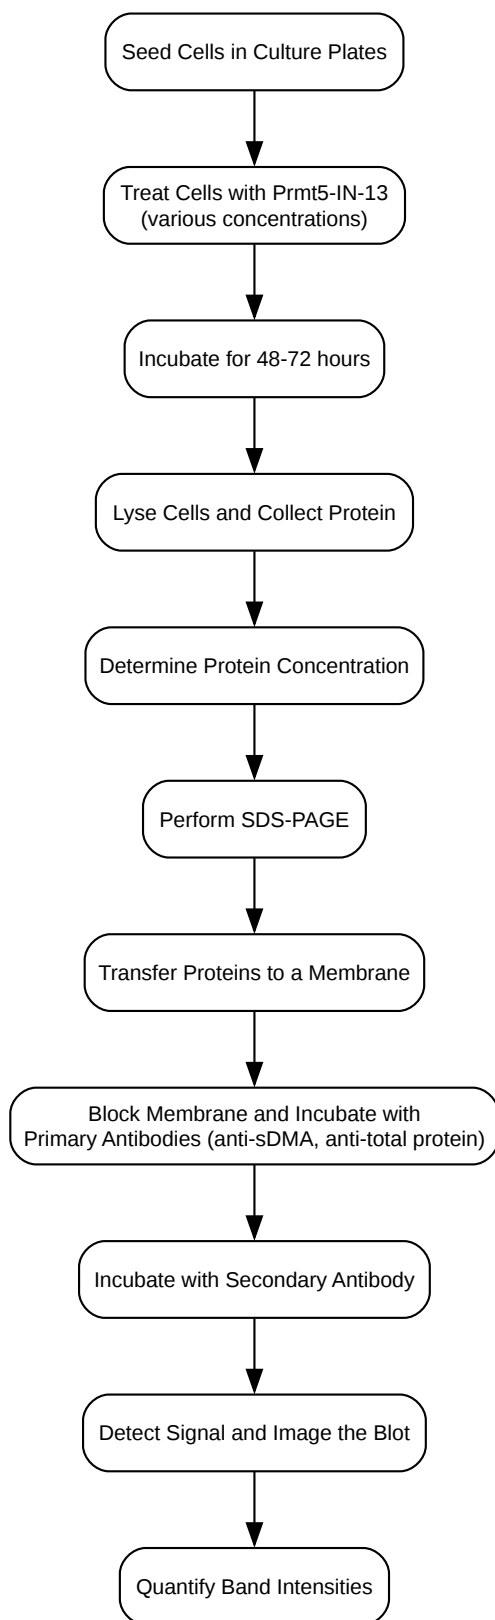 Seed Cells in Culture Plates
Treat Cells with Prmt5-IN-13
(various concentrations)
Incubate for 48-72 hours
Lyse Cells and Collect Protein
Determine Protein Concentration
Perform SDS-PAGE
Transfer Proteins to a Membrane
Block Membrane and Incubate with
Primary Antibodies (anti-sDMA, anti-total protein)
Incubate with Secondary Antibody
Detect Signal and Image the Blot
Quantify Band Intensities